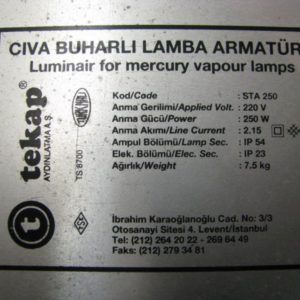 CIVA BUHARLI LAMBA ARMATÜR
Luminair for mercury vapour lamps
tekap
AYDINLATMA A.Ş.
TS 8700
TSE
Kod/Code : STA 250
Anma Gerilimi/Applied Volt. : 220 V
Anma Gücü/Power : 250 W
Anma Akımı/Line Current : 2.15
Ampul Bölümü/Lamp Sec. : IP 54
Elek. Bölümü/Elec. Sec. : IP 23
Ağırlık/Weight : 7.5 kg
İbrahim Karaoğlanoğlu Cad. No: 3/3
Otosanayi Sitesi 4. Levent/İstanbul
Tel: (212) 264 20 22 - 269 64 49
Faks: (212) 279 34 81